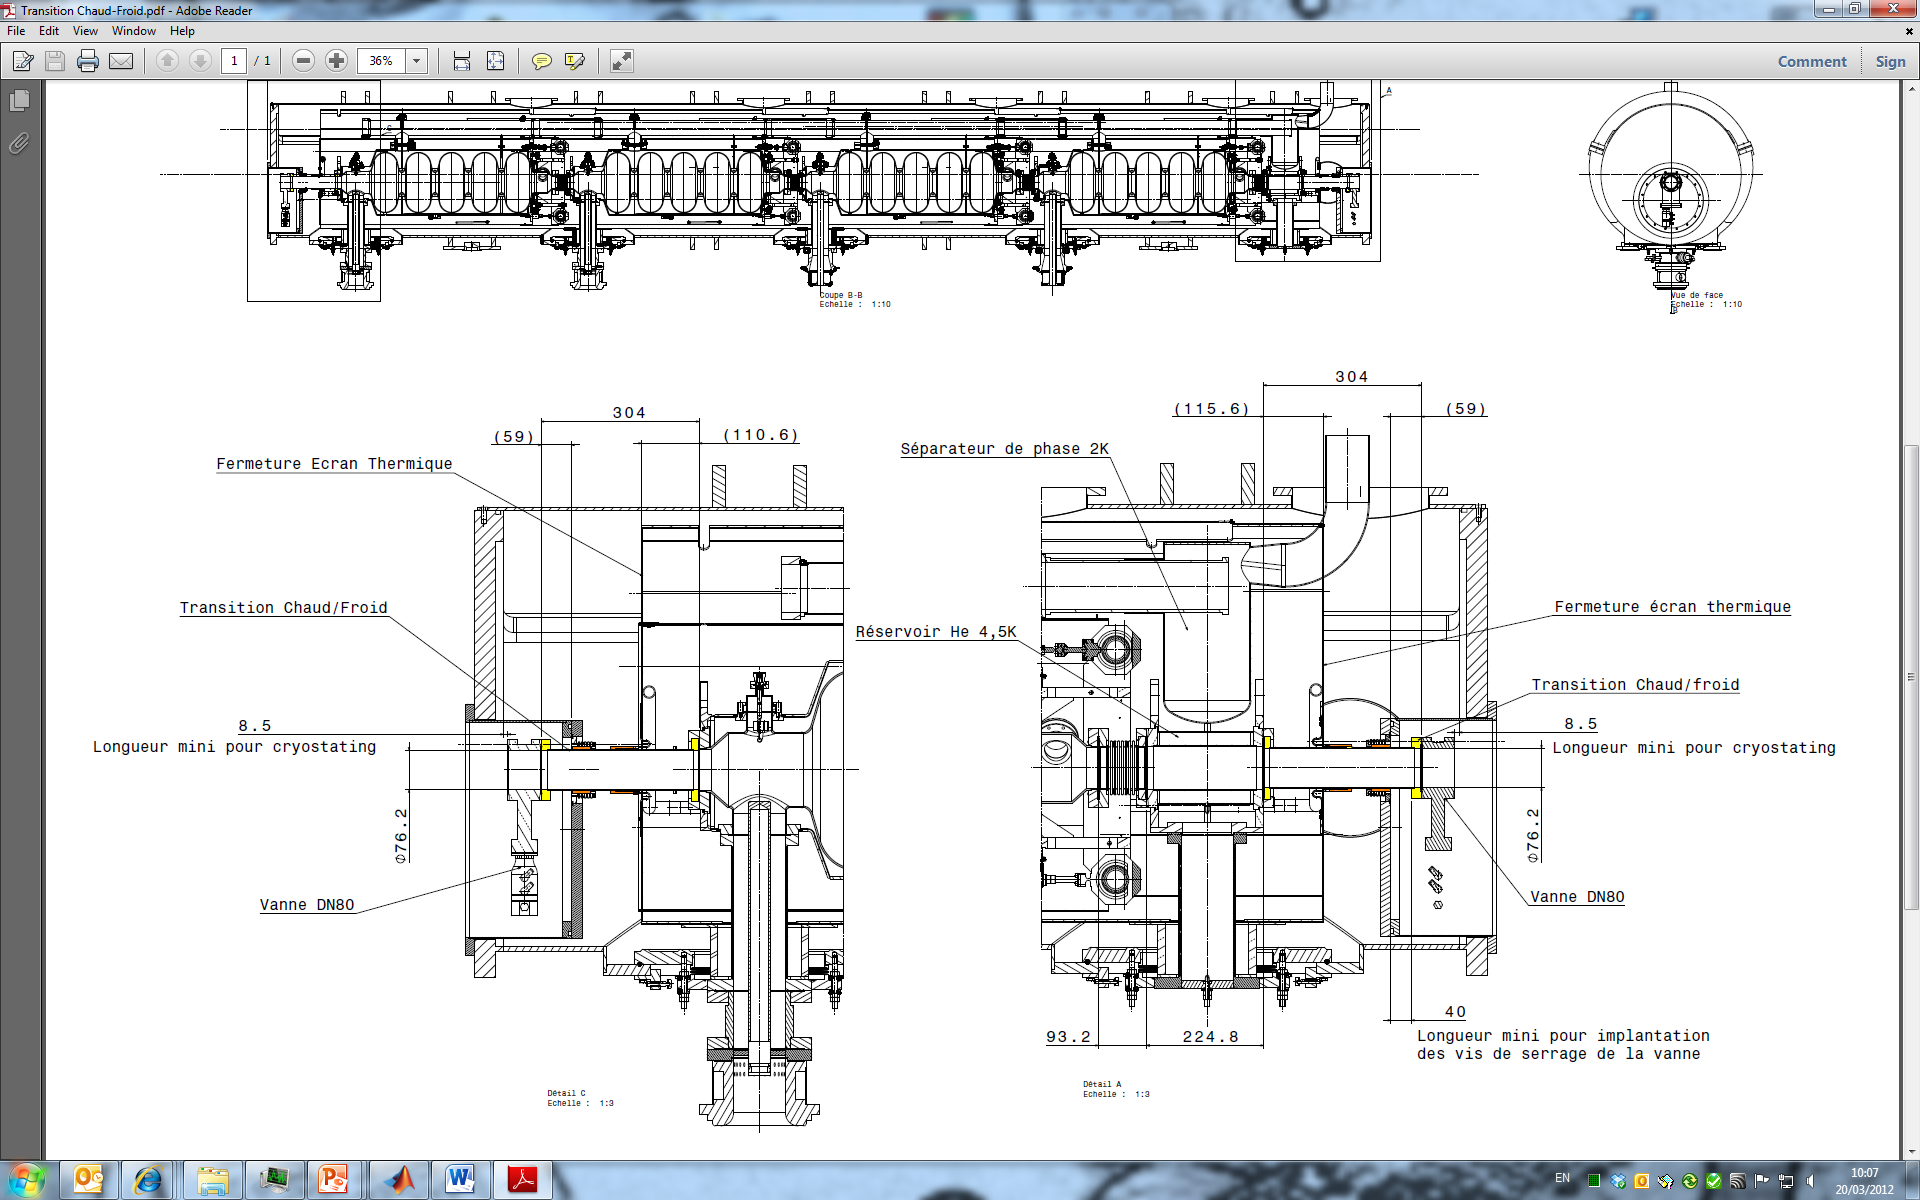 Transition Chaud-Froid.pdf - Adobe Reader
File Edit View Window Help
1 / 1 36% Comment Sign
A
C
Coupe B-B
Echelle : 1:10
Vue de face
Echelle : 1:10
B
304
(59)
(110.6)
Fermeture Ecran Thermique
Transition Chaud/Froid
8.5
Longueur mini pour cryostating
Φ76.2
Vanne DN80
Détail C
Echelle : 1:3
304
(115.6)
(59)
Séparateur de phase 2K
Réservoir He 4,5K
Fermeture écran thermique
Transition Chaud/froid
8.5
Longueur mini pour cryostating
Φ76.2
Vanne DN80
40
Longueur mini pour implantation
des vis de serrage de la vanne
93.2
224.8
Détail A
Echelle : 1:3
EN
10:07
20/03/2012